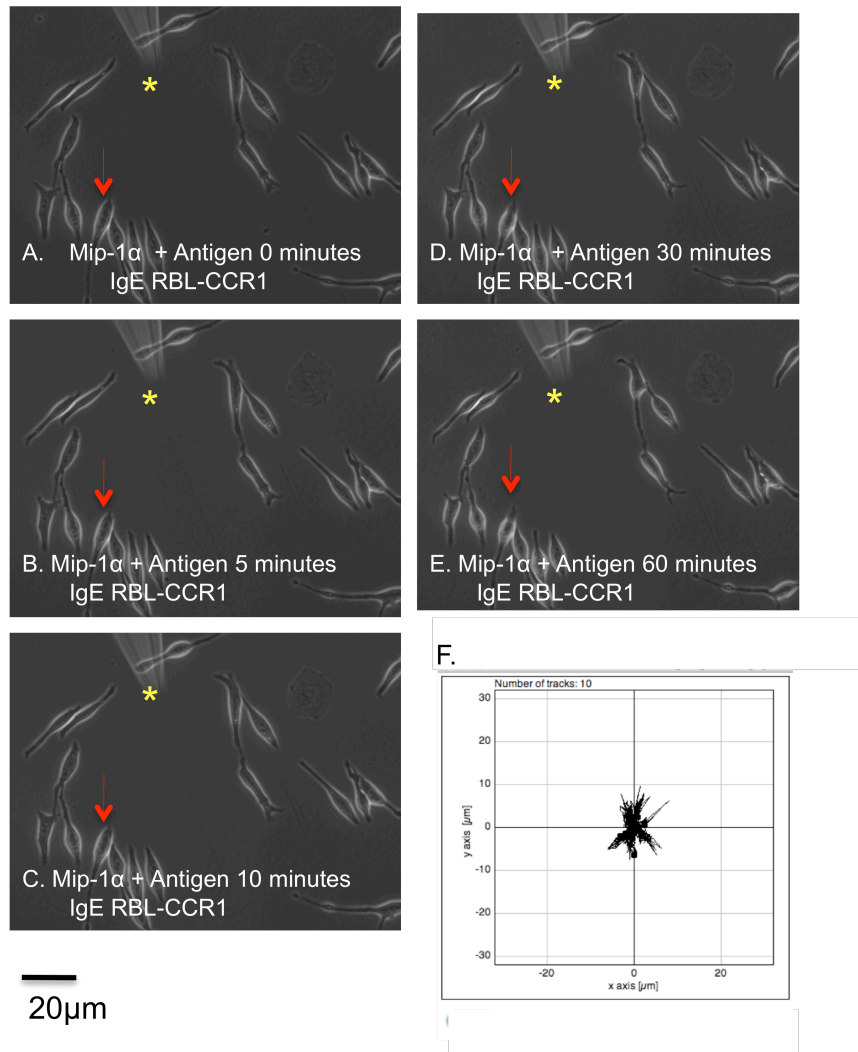 *
A. Mip-1α + Antigen 0 minutes
IgE RBL-CCR1
*
B. Mip-1α + Antigen 5 minutes
IgE RBL-CCR1
*
C. Mip-1α + Antigen 10 minutes
IgE RBL-CCR1
20μm
*
D. Mip-1α + Antigen 30 minutes
IgE RBL-CCR1
*
E. Mip-1α + Antigen 60 minutes
IgE RBL-CCR1
F.
Number of tracks: 10
30
20
10
0
-10
-20
-30
y axis [µm]
-20 0 20
x axis [µm]